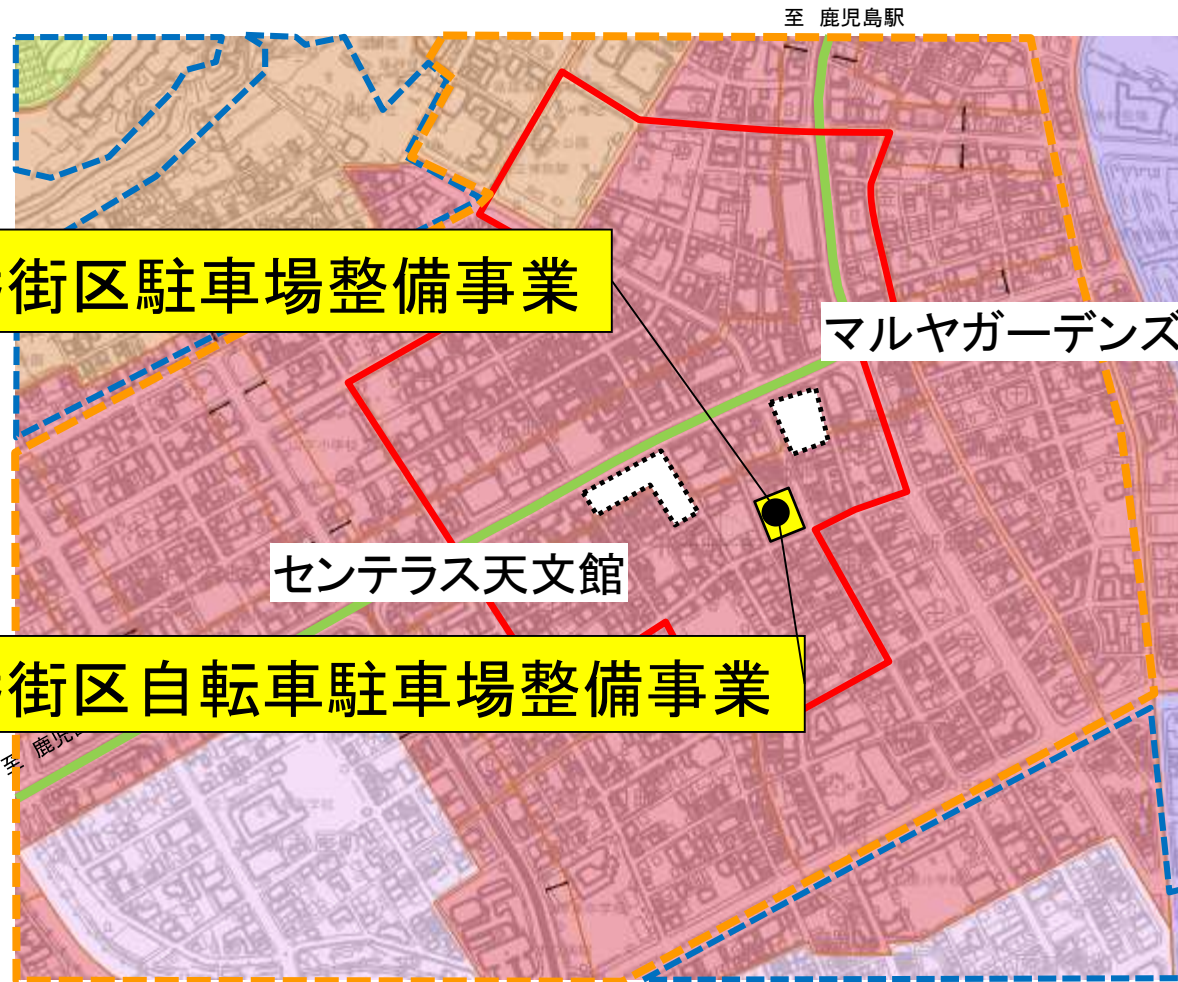 至 鹿児島駅
街区駐車場整備事業
マルヤガーデンズ
センテラス天文館
街区自転車駐車場整備事業
至 鹿児